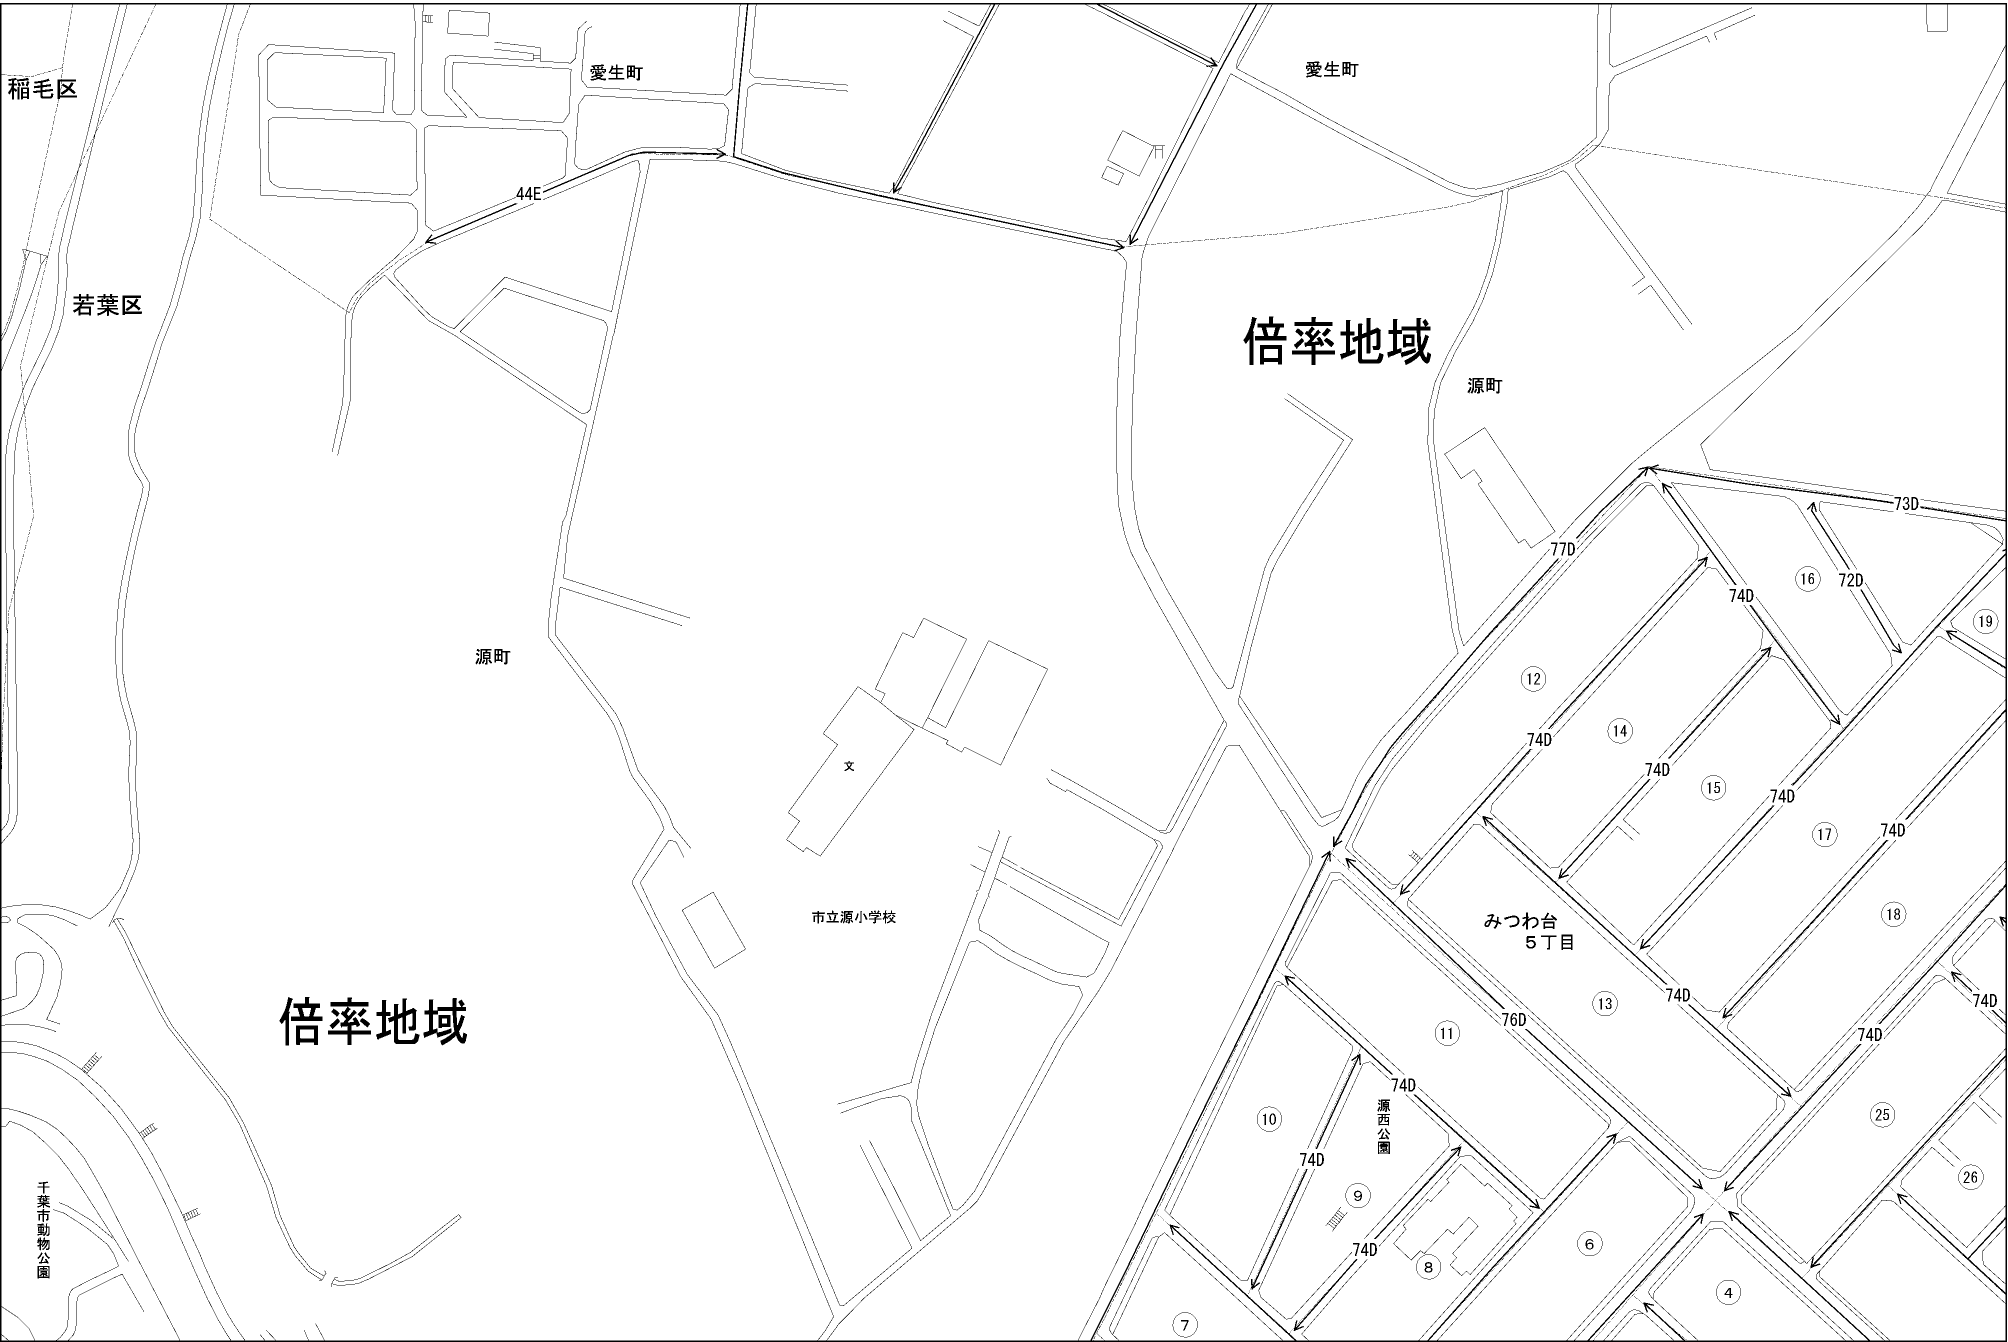 稲毛区
愛生町
愛生町
44E
若葉区
倍率地域
源町
73D
77D
16
72D
74D
19
源町
12
14
74D
74D
15
74D
文
17
74D
市立源小学校
18
みつわ台
5丁目
倍率地域
74D
13
74D
76D
11
74D
74D
10
源西公園
25
74D
26
千葉市動物公園
9
74D
6
8
4
7